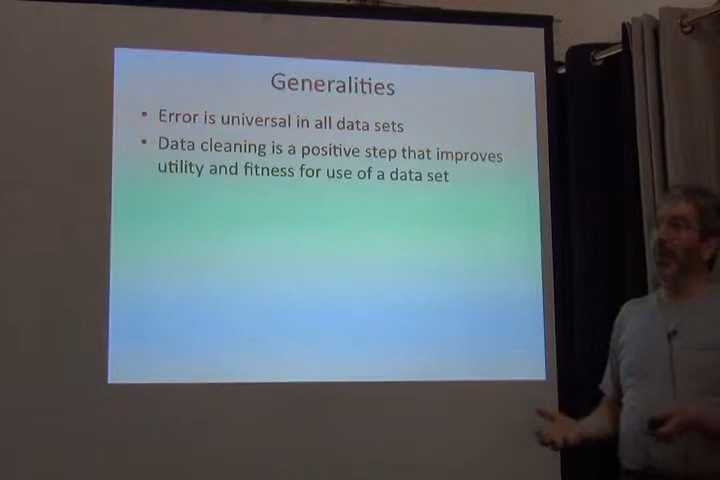 Generalities
• Error is universal in all data sets
• Data cleaning is a positive step that improves
utility and fitness for use of a data set